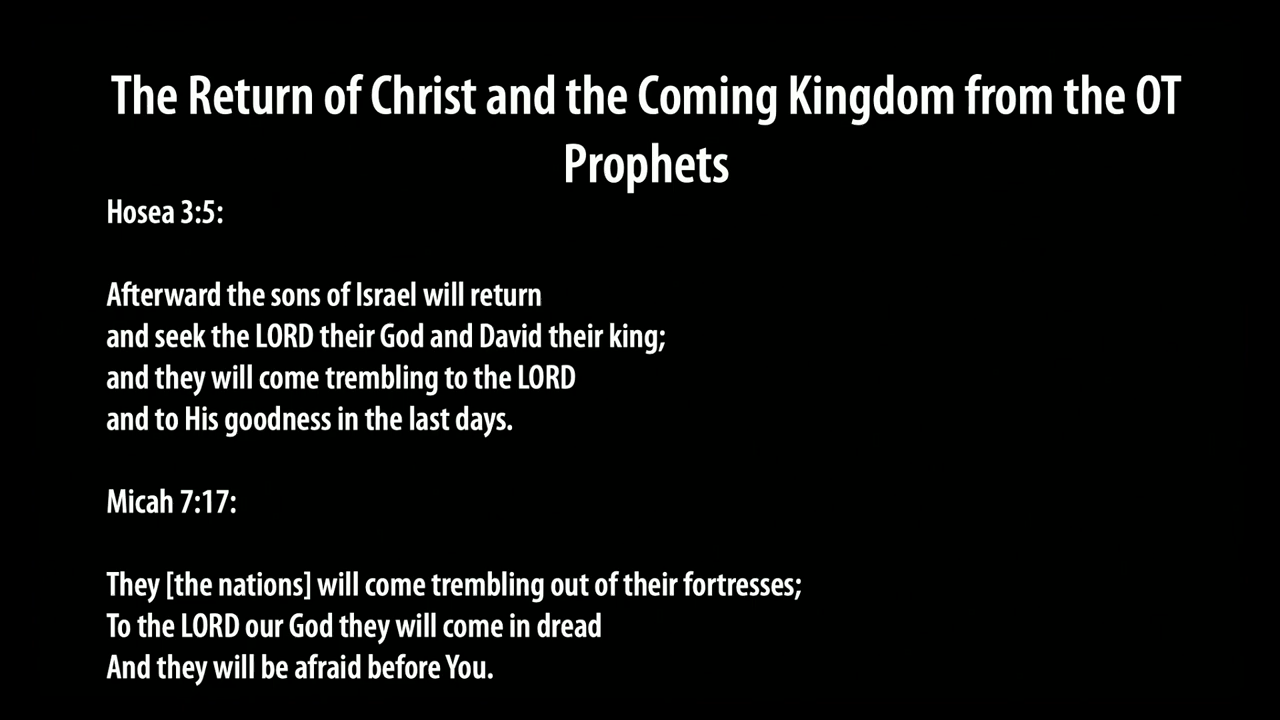 The Return of Christ and the Coming Kingdom from the OT
Prophets
Hosea 3:5:
Afterward the sons of Israel will return
and seek the LORD their God and David their king;
and they will come trembling to the LORD
and to His goodness in the last days.
Micah 7:17:
They [the nations] will come trembling out of their fortresses;
To the LORD our God they will come in dread
And they will be afraid before You.